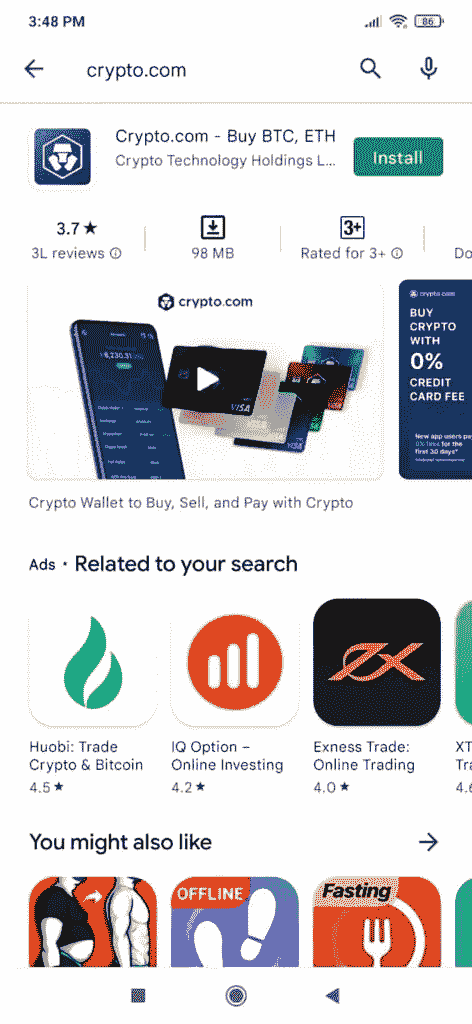 3:48 PM
86
crypto.com
Crypto.com - Buy BTC, ETH
Crypto Technology Holdings L...
Install
3.7★
3L reviews
98 MB
3+
Rated for 3+
Do
crypto.com
VISA
crypto.com
BUY
CRYPTO
WITH
0%
CREDIT
CARD FEE
New app users pa
0% fees for the
first 30 days*
Crypto Wallet to Buy, Sell, and Pay with Crypto
Ads · Related to your search
Huobi: Trade
Crypto & Bitcoin
4.5★
IQ Option –
Online Investing
4.2★
Exness Trade:
Online Trading
4.0★
XT
Tra
4.6
You might also like
OFFLINE
Fasting